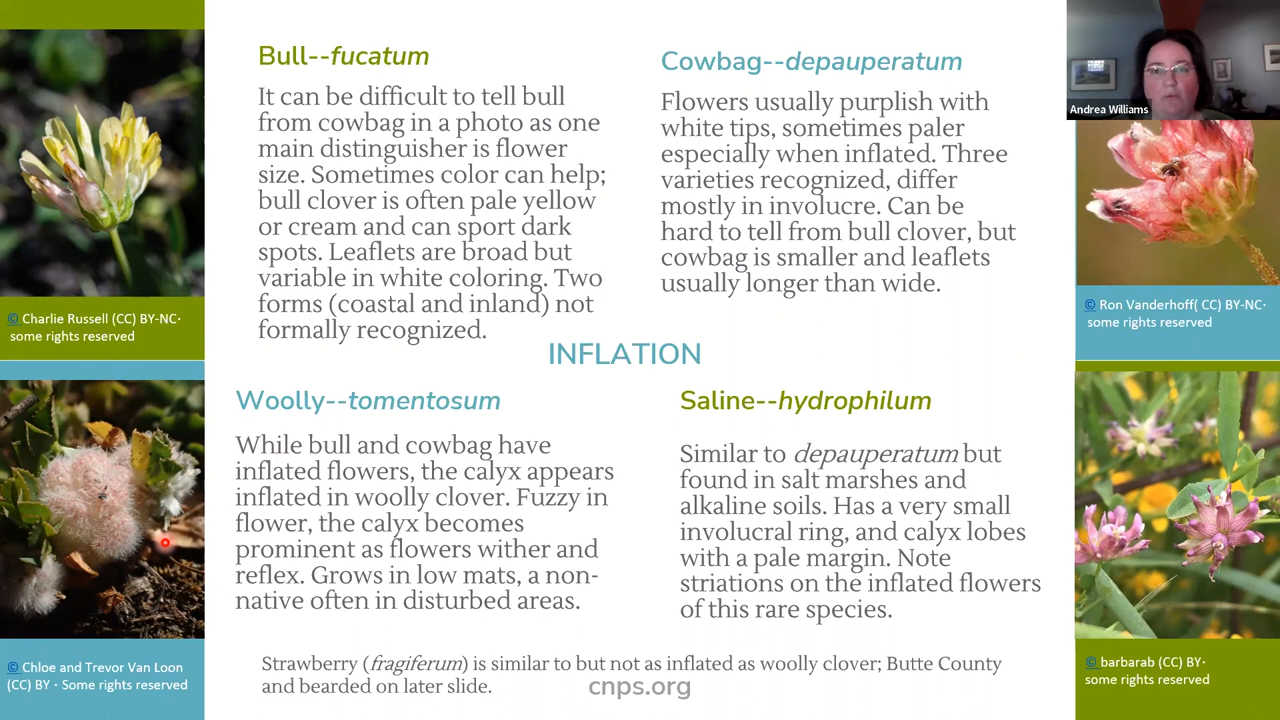 Bull--fucatum
It can be difficult to tell bull
from cowbag in a photo as one
main distinguisher is flower
size. Sometimes color can help;
bull clover is often pale yellow
or cream and can sport dark
spots. Leaflets are broad but
variable in white coloring. Two
forms (coastal and inland) not
formally recognized.
Cowbag--depauperatum
Flowers usually purplish with
white tips, sometimes paler
especially when inflated. Three
varieties recognized, differ
mostly in involucre. Can be
hard to tell from bull clover, but
cowbag is smaller and leaflets
usually longer than wide.
Andrea Williams
© Charlie Russell (CC) BY-NC·
some rights reserved
© Ron Vanderhoff( CC) BY-NC·
some rights reserved
INFLATION
Woolly--tomentosum
While bull and cowbag have
inflated flowers, the calyx appears
inflated in woolly clover. Fuzzy in
flower, the calyx becomes
prominent as flowers wither and
reflex. Grows in low mats, a non-
native often in disturbed areas.
Saline--hydrophilum
Similar to depauperatum but
found in salt marshes and
alkaline soils. Has a very small
involucral ring, and calyx lobes
with a pale margin. Note
striations on the inflated flowers
of this rare species.
© Chloe and Trevor Van Loon
(CC) BY · Some rights reserved
© barbarab (CC) BY·
some rights reserved
Strawberry (fragiferum) is similar to but not as inflated as woolly clover; Butte County
and bearded on later slide.
cnps.org